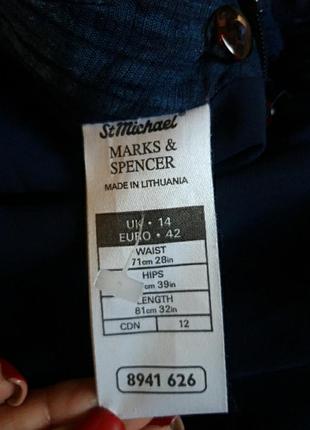 St Michael
MARKS &
SPENCER
MADE IN LITHUANIA
UK • 14
EURO • 42
WAIST
71cm 28in
HIPS
cm 39in
LENGTH
81cm 32in
CDN 12
8941 626